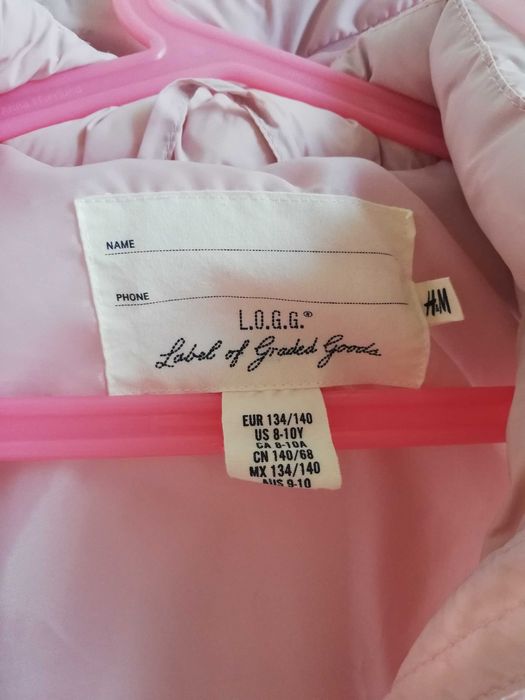 NAME
PHONE
L.O.G.G.®
Label of Graded Goods
H&M
EUR 134/140
US 8-10Y
CA 8-10A
CN 140/68
MX 134/140
AUS 9-10